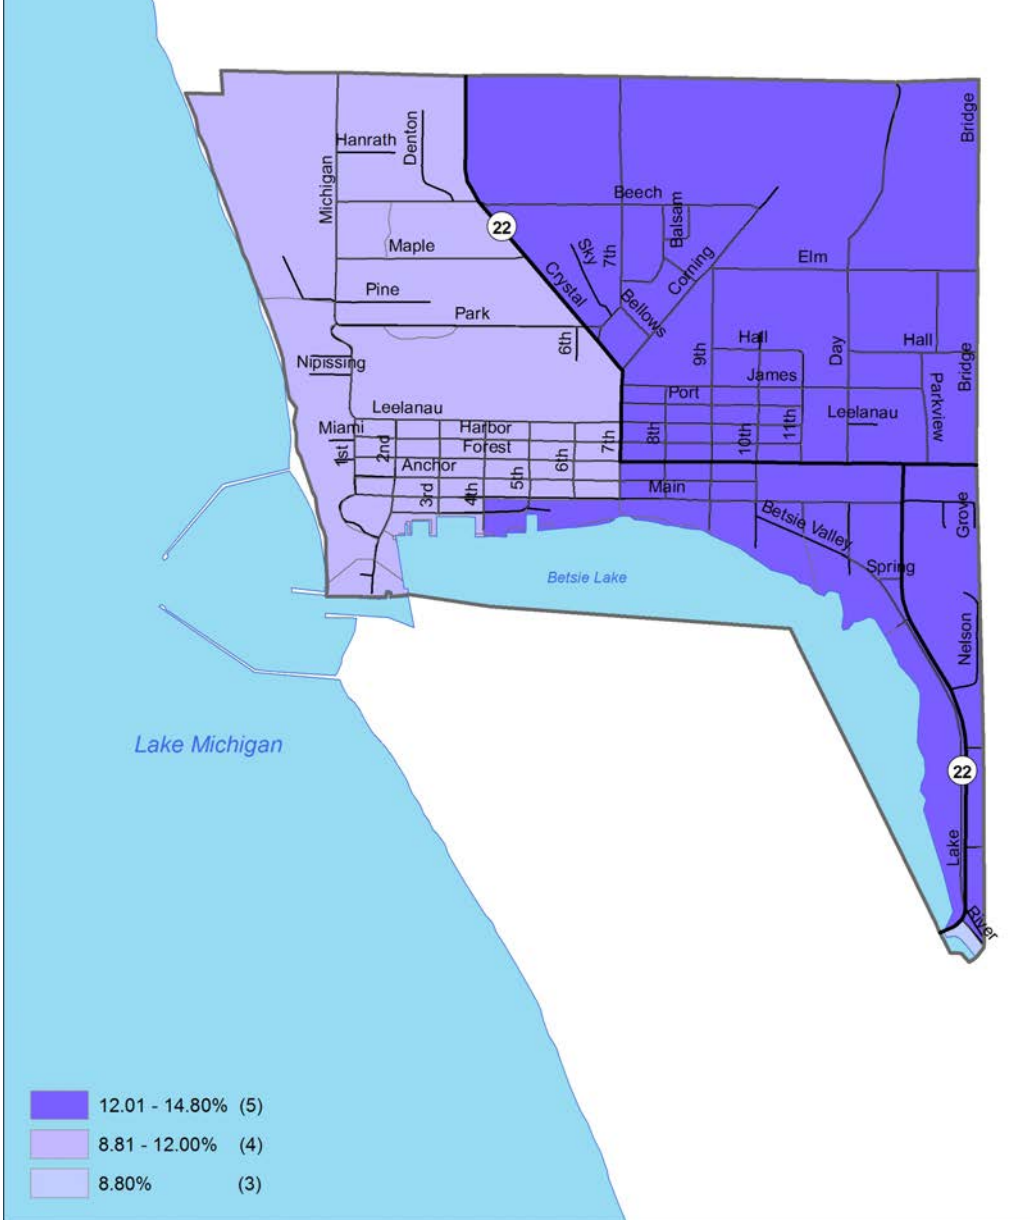 Bridge
Denton
Hanrath
Michigan
Beech
Balsam
22
Sky
7th
Maple
Corning
Elm
Crystal
Pine
Bellows
Park
6th
Hall
Day
Hall
9th
Bridge
Nipissing
James
Port
Parkview
Leelanau
Leelanau
11th
Miami
Harbor
8th
10th
7th
1st
2nd
Forest
6th
Anchor
5th
4th
3rd
Main
Grove
Betsie Valley
Spring
Betsie Lake
Nelson
Lake Michigan
22
Lake
River
12.01 - 14.80% (5)
8.81 - 12.00% (4)
8.80% (3)